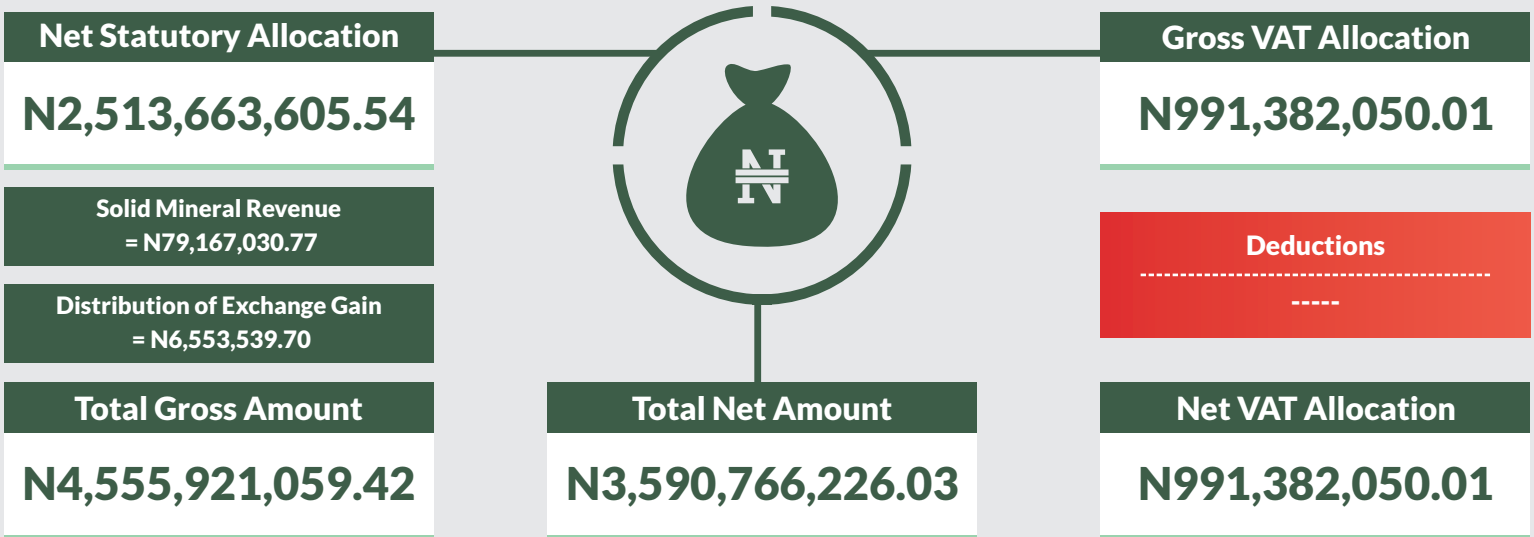 Net Statutory Allocation
N2,513,663,605.54
Solid Mineral Revenue
= N79,167,030.77
Distribution of Exchange Gain
= N6,553,539.70
Total Gross Amount
N4,555,921,059.42
₦
Total Net Amount
N3,590,766,226.03
Gross VAT Allocation
N991,382,050.01
Deductions
--------------------------------------------
-----
Net VAT Allocation
N991,382,050.01